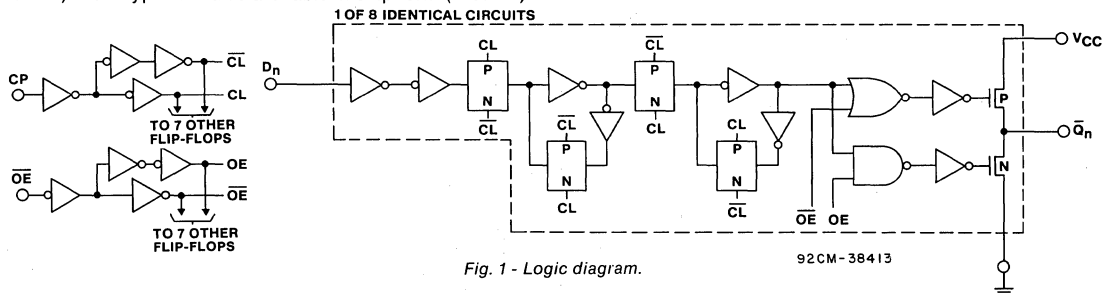 1 OF 8 IDENTICAL CIRCUITS
CP
CL
CL
TO 7 OTHER
FLIP-FLOPS
OE
OE
OE
TO 7 OTHER
FLIP-FLOPS
Dn
CL
P
N
CL
CL
P
N
CL
CL
P
N
CL
CL
P
N
CL
OE
OE
P
N
VCC
Qn
92CM-38413
Fig. 1 - Logic diagram.